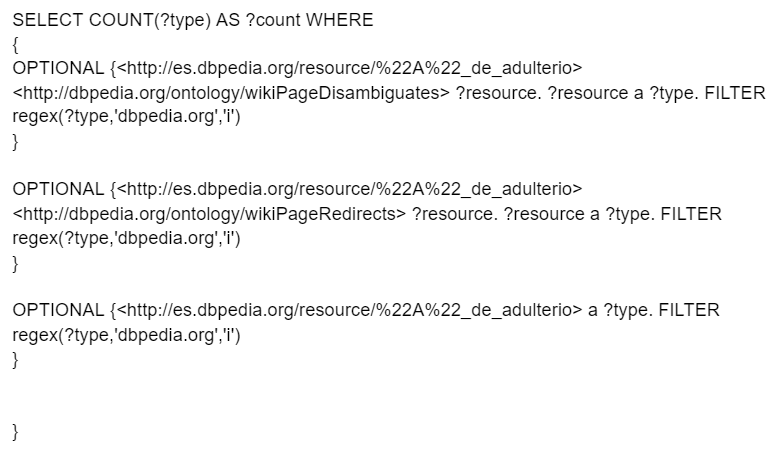 SELECT COUNT(?type) AS ?count WHERE
{
OPTIONAL {<http://es.dbpedia.org/resource/%22A%22_de_adulterio>
<http://dbpedia.org/ontology/wikiPageDisambiguates> ?resource. ?resource a ?type. FILTER
regex(?type,'dbpedia.org','i')
}
OPTIONAL {<http://es.dbpedia.org/resource/%22A%22_de_adulterio>
<http://dbpedia.org/ontology/wikiPageRedirects> ?resource. ?resource a ?type. FILTER
regex(?type,'dbpedia.org','i')
}
OPTIONAL {<http://es.dbpedia.org/resource/%22A%22_de_adulterio> a ?type. FILTER
regex(?type,'dbpedia.org','i')
}
}